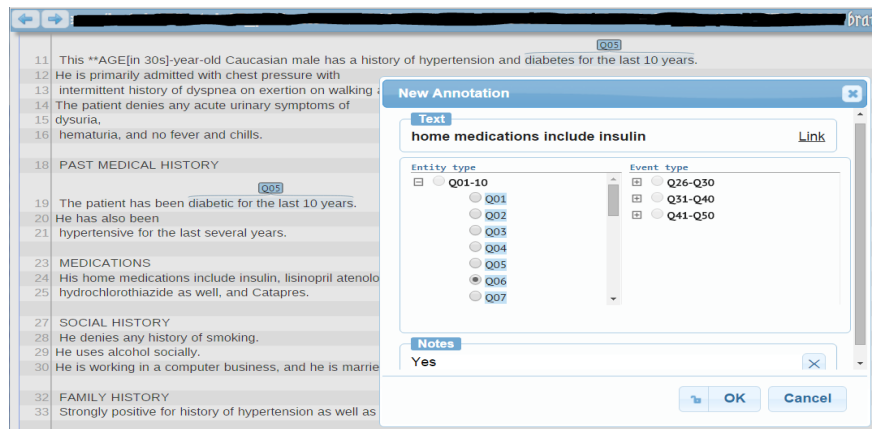 bra
Q05
11 This **AGE[in 30s]-year-old Caucasian male has a history of hypertension and diabetes for the last 10 years.
12 He is primarily admitted with chest pressure with
13 intermittent history of dyspnea on exertion on walking
14 The patient denies any acute urinary symptoms of
15 dysuria,
16 hematuria, and no fever and chills.
18 PAST MEDICAL HISTORY
Q05
19 The patient has been diabetic for the last 10 years.
20 He has also been
21 hypertensive for the last several years.
23 MEDICATIONS
24 His home medications include insulin, lisinopril atenolo
25 hydrochlorothiazide as well, and Catapres.
27 SOCIAL HISTORY
28 He denies any history of smoking.
29 He uses alcohol socially.
30 He is working in a computer business, and he is marrie
32 FAMILY HISTORY
33 Strongly positive for history of hypertension as well as
New Annotation
Text
home medications include insulin Link
Entity type Event type
Q01-10 Q26-Q30
Q01 Q31-Q40
Q02 Q41-Q50
Q03
Q04
Q05
Q06
Q07
Notes
Yes
OK Cancel